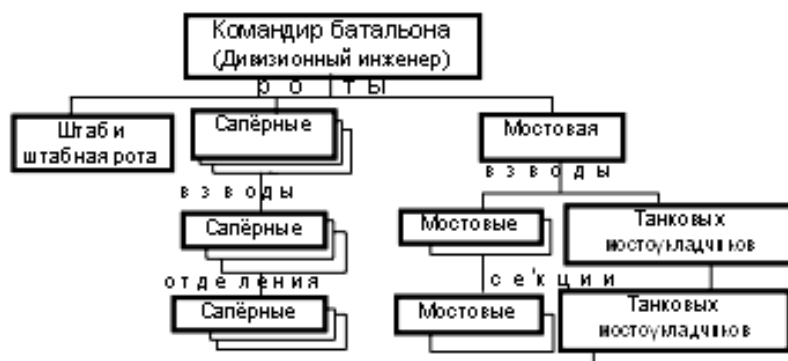 Командир батальона
(Дивизионный инженер)
р о т ы
Штаб и
штабная рота
Сапёрные
Мостовая
в з в о д ы
в з в о д ы
Сапёрные
Мостовые
Танковых
мостоукладчиков
о т д е л е н и я
с е к ц и и
Сапёрные
Мостовые
Танковых
мостоукладчиков